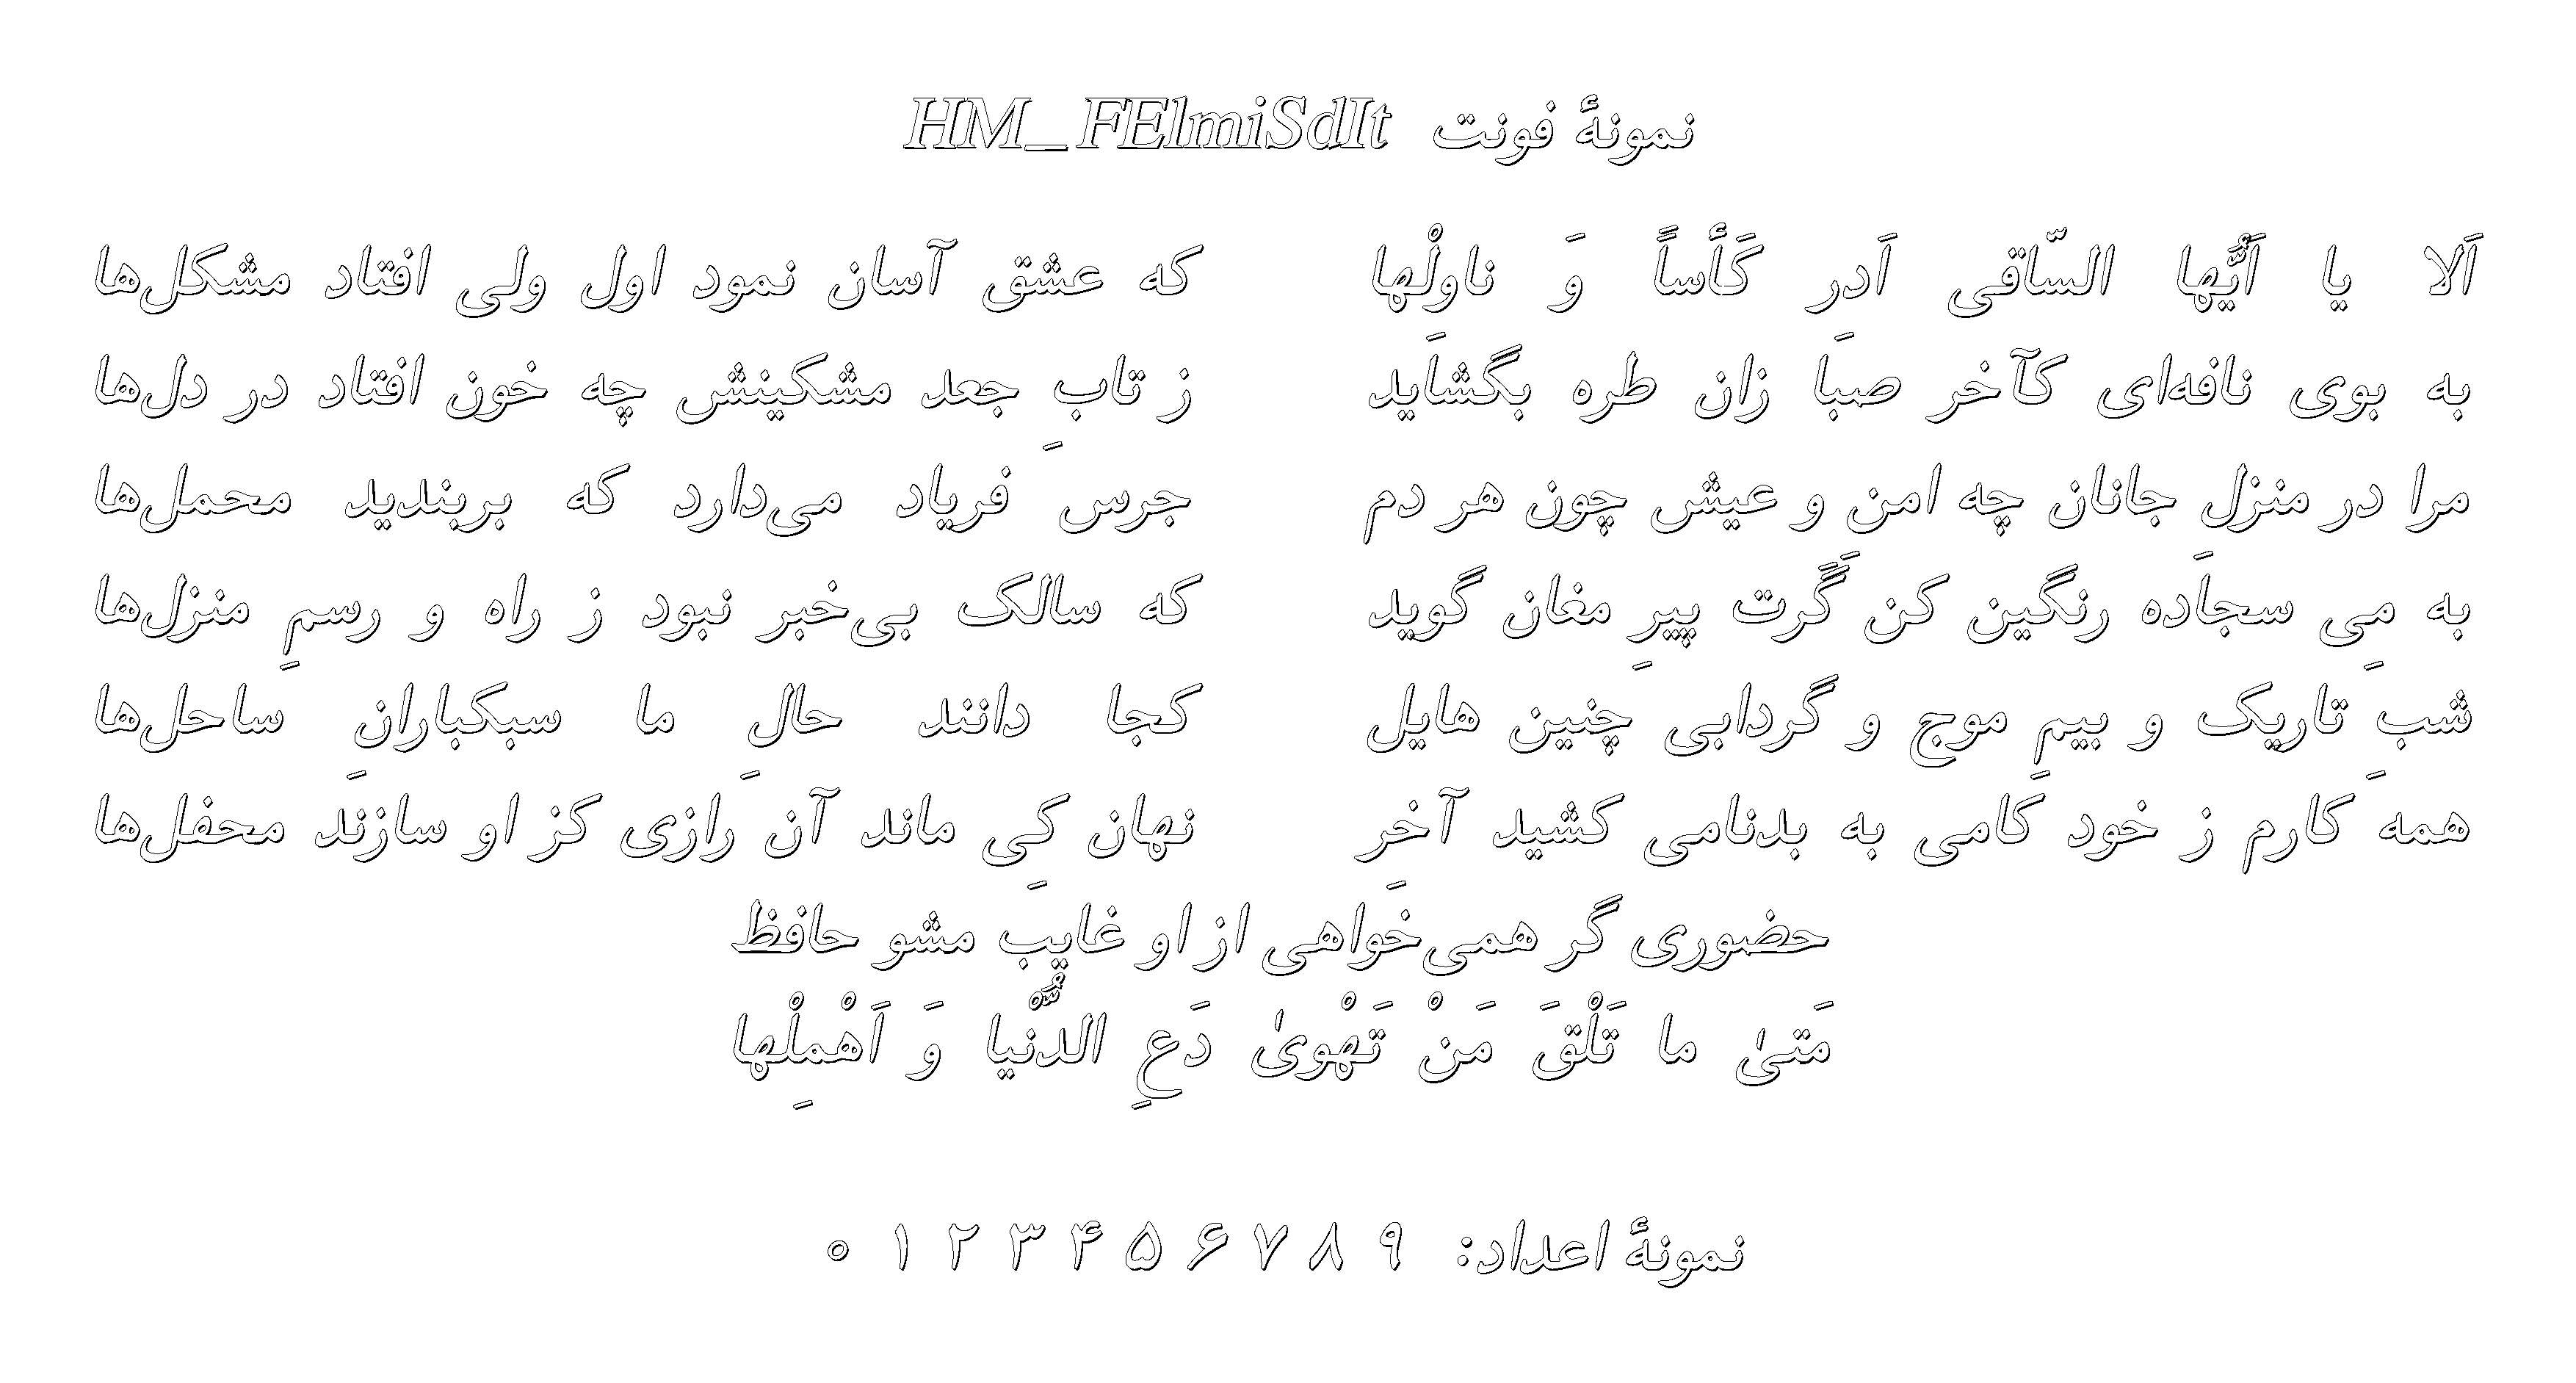 نمونهٔ فونت HM_FElmiSdIt
اَلا یا اَیُّها السّاقی اَدِر کَأساً وَ ناوِلْها که عشق آسان نمود اول ولی افتاد مشکل‌ها
به بوی نافه‌ای کآخر صبا زان طره بگشاید ز تابِ جعد مشکینش چه خون افتاد در دل‌ها
مرا در منزلِ جانان چه امن و عیش چون هر دم جرس فریاد می‌دارد که بربندید محمل‌ها
به مِی سجاده رنگین کن گَرت پیرِ مغان گوید که سالک بی‌خبر نبود ز راه و رسمِ منزل‌ها
شبِ تاریک و بیمِ موج و گردابی چنین هایل کجا دانند حالِ ما سبکبارانِ ساحل‌ها
همه کارم ز خود کامی به بدنامی کشید آخِر نهان کِی ماند آن رازی کز او سازند محفل‌ها
حضوری گر همی‌خواهی از او غایب مشو حافظ
مَتیٰ ما تَلْقَ مَنْ تَهْویٰ دَعِ الدُّنْیا وَ اَهْمِلْها
نمونهٔ اعداد: ۹ ۸ ۷ ۶ ۵ ۴ ۳ ۲ ۱ ۰